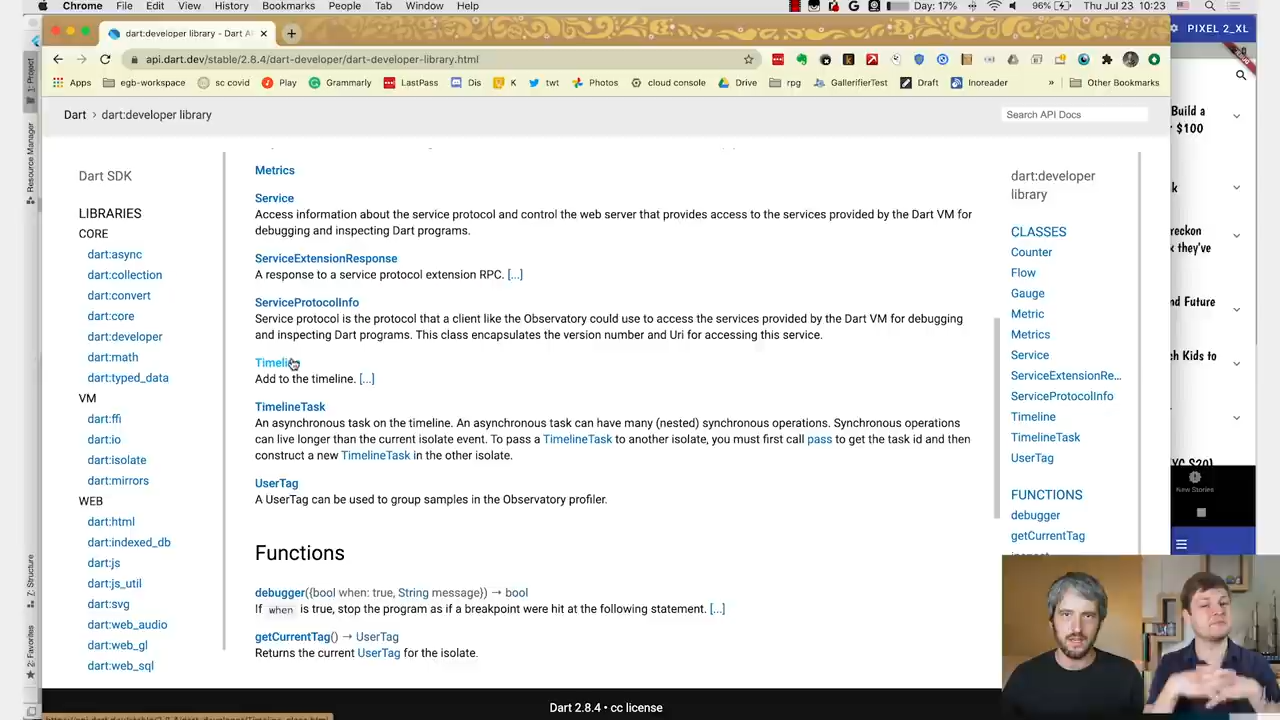 Chrome File Edit View History Bookmarks People Tab Window Help Day: 17% 96% Thu Jul 23 10:23
dart:developer library - Dart A
PIXEL 2_XL
api.dart.dev/stable/2.8.4/dart-developer/dart-developer-library.html
Apps egb-workspace sc covid Play Grammarly LastPass Dis K twt Photos cloud console Drive rpg GallerifierTest Draft Inoreader » Other Bookmarks
Dart › dart:developer library
Search API Docs
1: Project
Resource Manager
7: Structure
2: Favorites
Dart SDK
LIBRARIES
CORE
dart:async
dart:collection
dart:convert
dart:core
dart:developer
dart:math
dart:typed_data
VM
dart:ffi
dart:io
dart:isolate
dart:mirrors
WEB
dart:html
dart:indexed_db
dart:js
dart:js_util
dart:svg
dart:web_audio
dart:web_gl
dart:web_sql
Metrics
Service
Access information about the service protocol and control the web server that provides access to the services provided by the Dart VM for
debugging and inspecting Dart programs.
ServiceExtensionResponse
A response to a service protocol extension RPC. [...]
ServiceProtocolInfo
Service protocol is the protocol that a client like the Observatory could use to access the services provided by the Dart VM for debugging
and inspecting Dart programs. This class encapsulates the version number and Uri for accessing this service.
Timeline
Add to the timeline. [...]
TimelineTask
An asynchronous task on the timeline. An asynchronous task can have many (nested) synchronous operations. Synchronous operations
can live longer than the current isolate event. To pass a TimelineTask to another isolate, you must first call pass to get the task id and then
construct a new TimelineTask in the other isolate.
UserTag
A UserTag can be used to group samples in the Observatory profiler.
Functions
debugger({bool when: true, String message}) → bool
If when is true, stop the program as if a breakpoint were hit at the following statement. [...]
getCurrentTag() → UserTag
Returns the current UserTag for the isolate.
dart:developer
library
CLASSES
Counter
Flow
Gauge
Metric
Metrics
Service
ServiceExtensionRe...
ServiceProtocolInfo
Timeline
TimelineTask
UserTag
FUNCTIONS
debugger
getCurrentTag
Build a
$100
reckon
they've
nd Future
ch Kids to
YC S20)
New Stories
Dart 2.8.4 • cc license